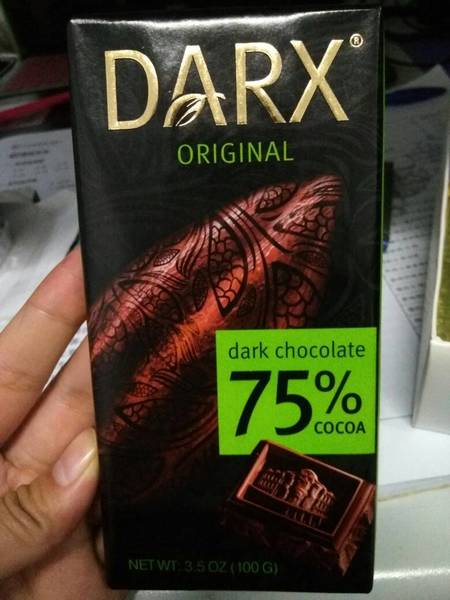 DARX®
ORIGINAL
dark chocolate
75%
COCOA
NET WT: 3.5 OZ (100 G)